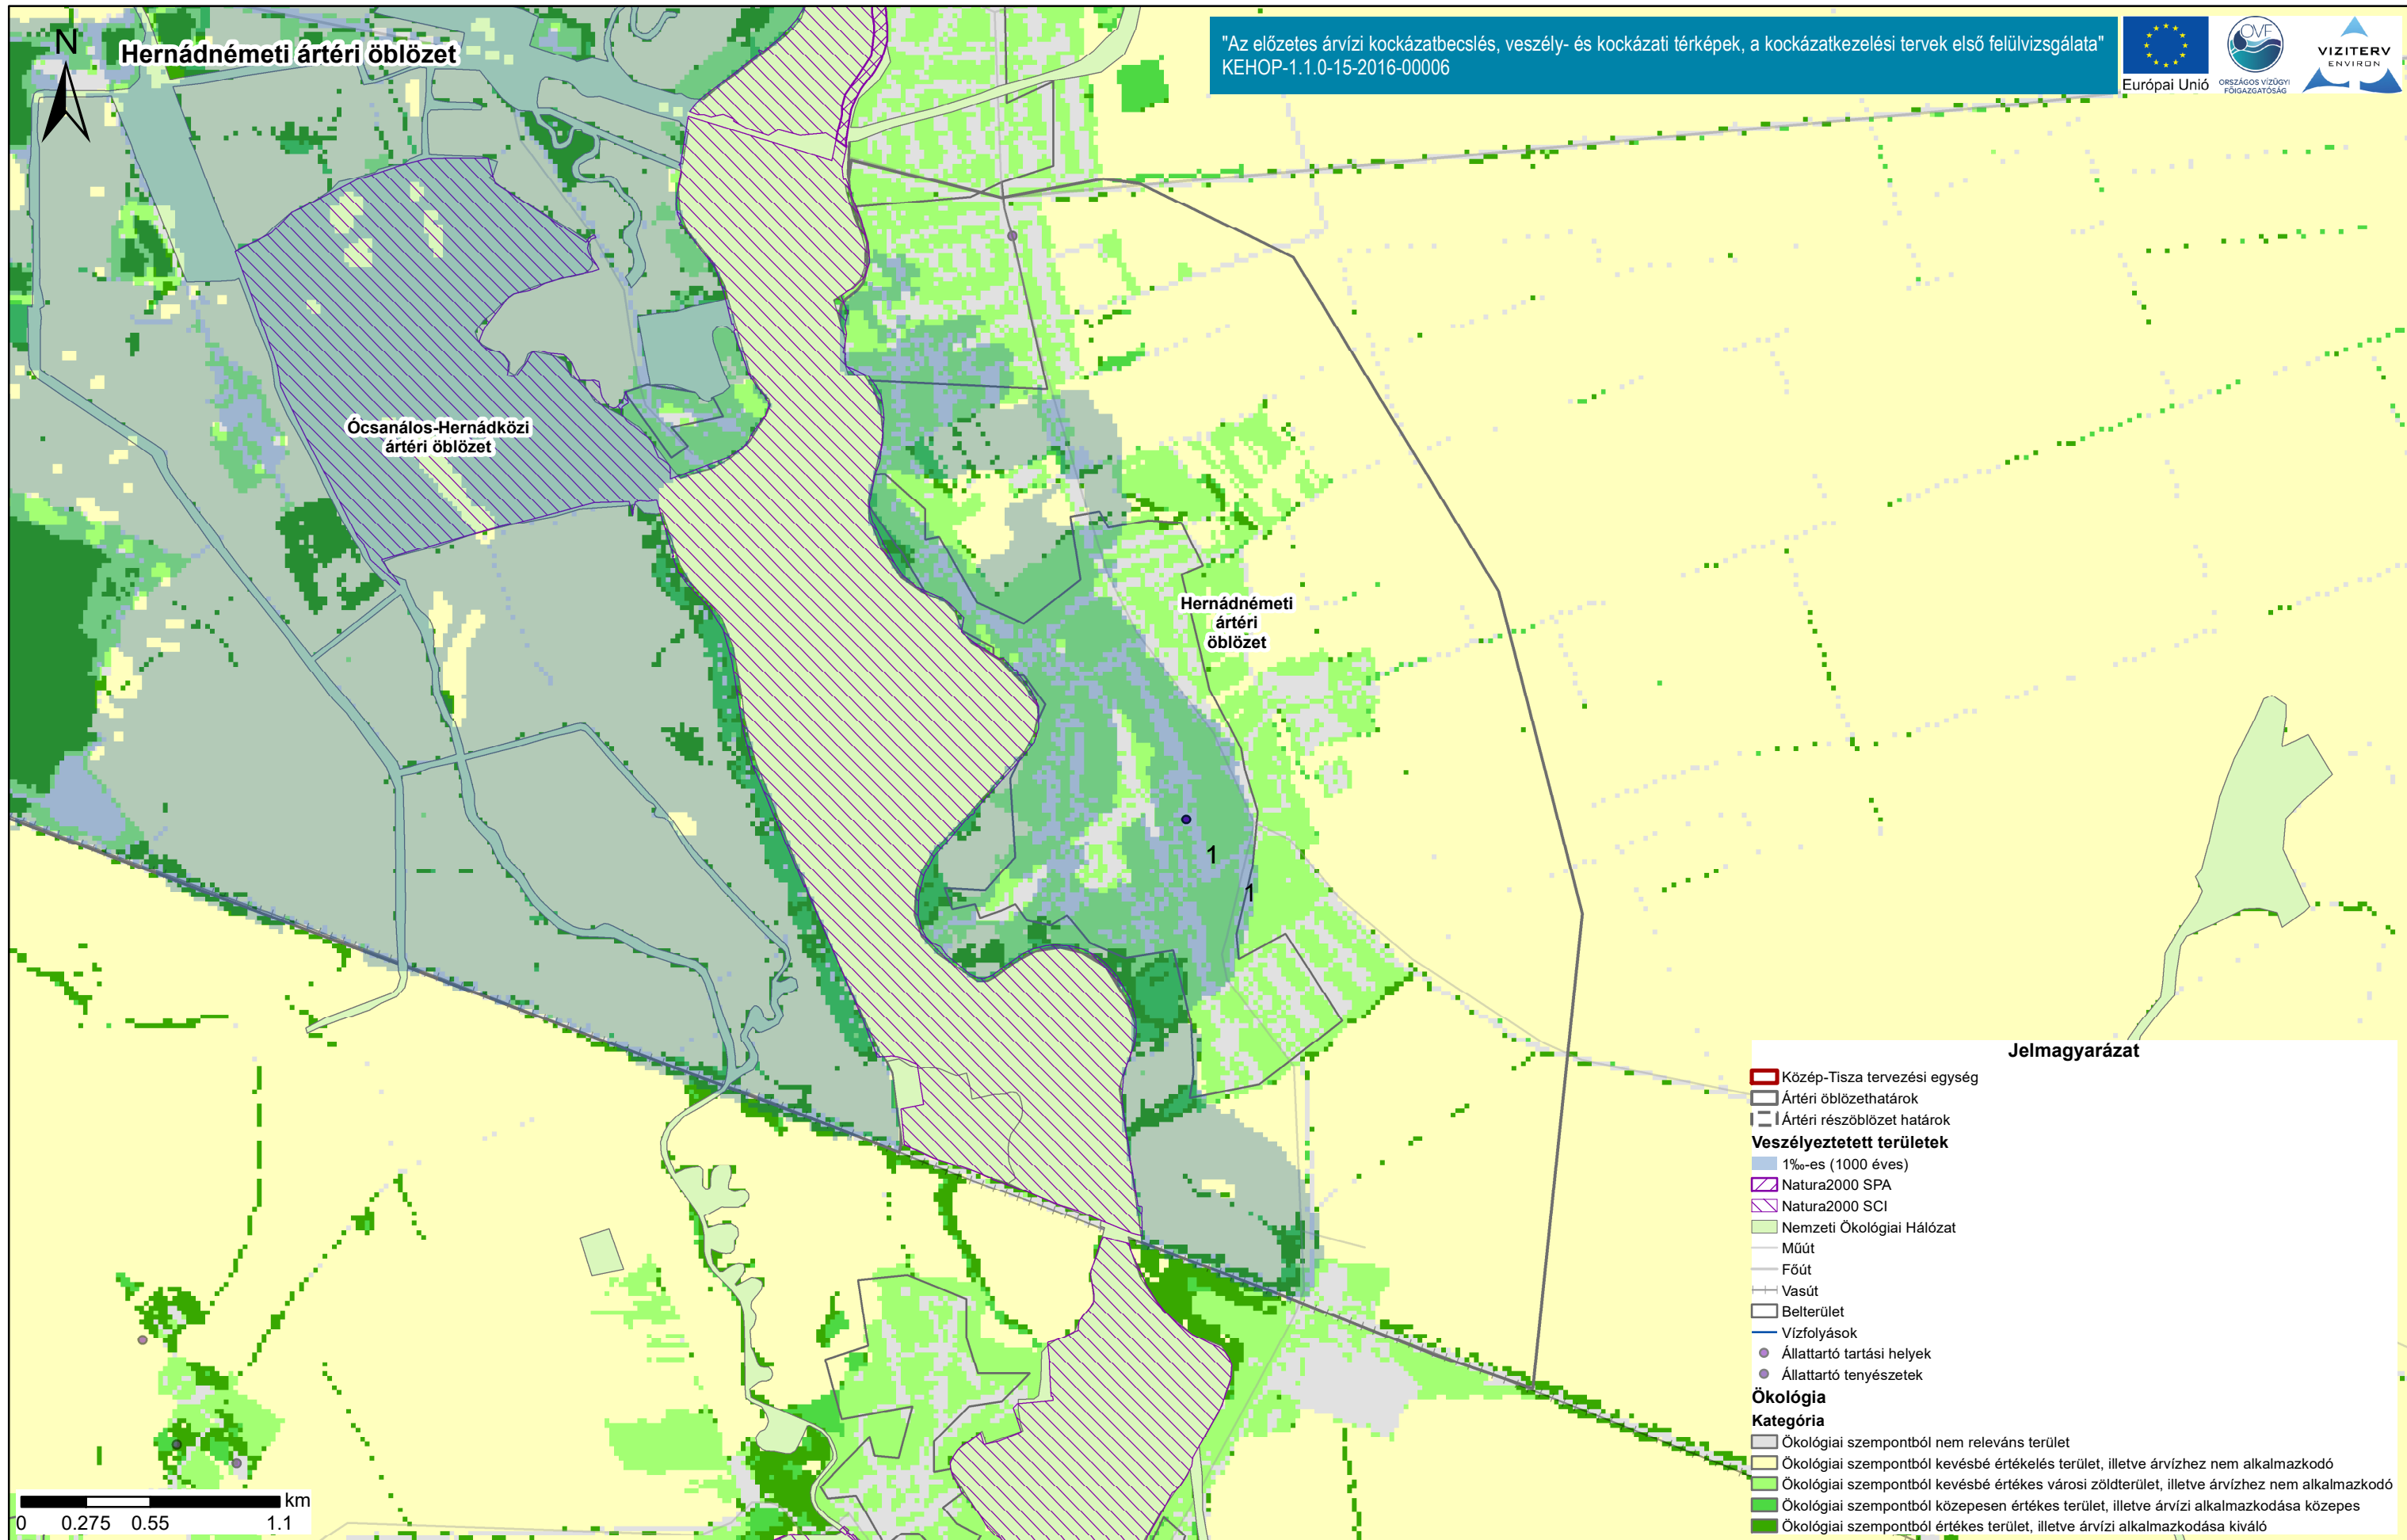 N
Hernádnémeti ártéri öblözet
"Az előzetes árvízi kockázatbecslés, veszély- és kockázati térképek, a kockázatkezelési tervek első felülvizsgálata"
KEHOP-1.1.0-15-2016-00006
Európai Unió
OVF
ORSZÁGOS VÍZÜGYI
FŐIGAZGATÓSÁG
VIZITERV
ENVIRON
Ócsanálos-Hernádközi
ártéri öblözet
Hernádnémeti
ártéri
öblözet
1
1
Jelmagyarázat
Közép-Tisza tervezési egység
Ártéri öblözethatárok
Ártéri részöblözet határok
Veszélyeztetett területek
1‰-es (1000 éves)
Natura2000 SPA
Natura2000 SCI
Nemzeti Ökológiai Hálózat
Műút
Főút
Vasút
Belterület
Vízfolyások
Állattartó tartási helyek
Állattartó tenyészetek
Ökológia
Kategória
Ökológiai szempontból nem releváns terület
Ökológiai szempontból kevésbé értékelés terület, illetve árvízhez nem alkalmazkodó
Ökológiai szempontból kevésbé értékes városi zöldterület, illetve árvízhez nem alkalmazkodó
Ökológiai szempontból közepesen értékes terület, illetve árvízi alkalmazkodása közepes
Ökológiai szempontból értékes terület, illetve árvízi alkalmazkodása kiváló
km
0 0.275 0.55 1.1